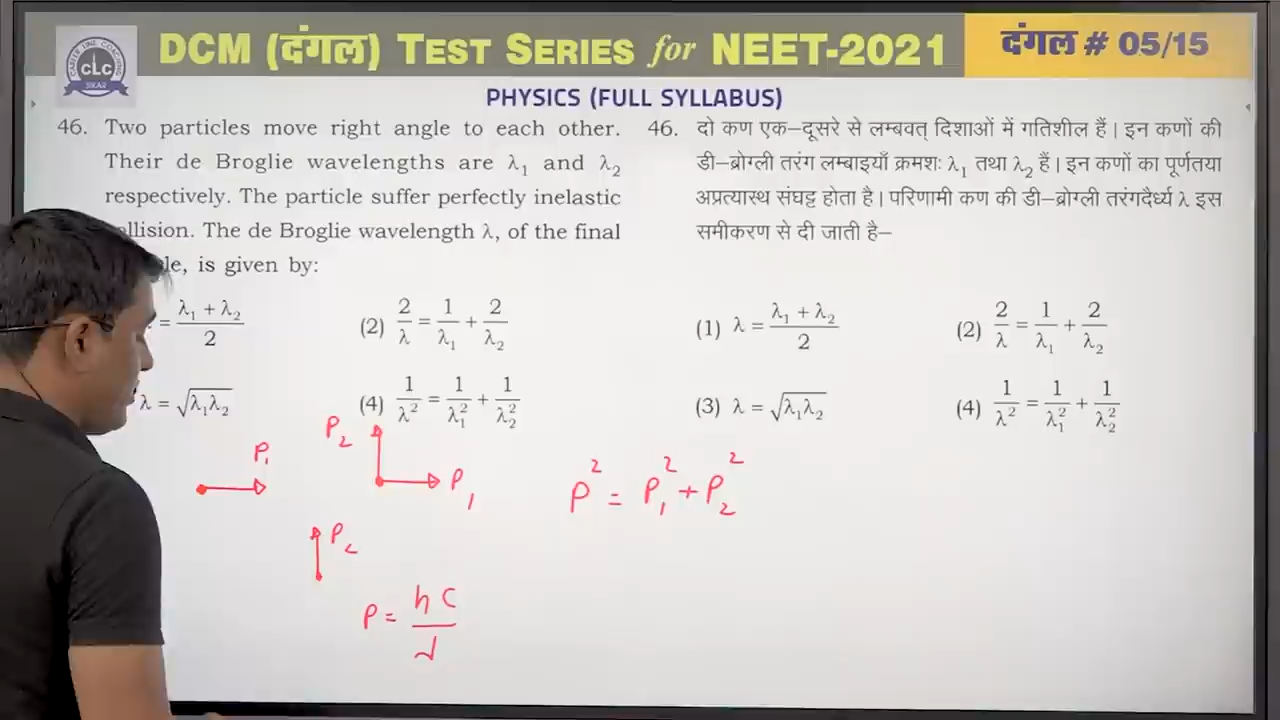 DCM (दंगल) TEST SERIES for NEET-2021
दंगल # 05/15
CLC
SIKAR
PHYSICS (FULL SYLLABUS)
46. Two particles move right angle to each other.
Their de Broglie wavelengths are λ₁ and λ₂
respectively. The particle suffer perfectly inelastic
ollision. The de Broglie wavelength λ, of the final
le, is given by:
= (λ₁ + λ₂)/2
(2) 2/λ = 1/λ₁ + 2/λ₂
λ = √(λ₁λ₂)
(4) 1/λ² = 1/λ₁² + 1/λ₂²
46. दो कण एक–दूसरे से लम्बवत् दिशाओं में गतिशील हैं। इन कणों की
डी–ब्रोग्ली तरंग लम्बाइयाँ क्रमशः λ₁ तथा λ₂ हैं। इन कणों का पूर्णतया
अप्रत्यास्थ संघट्ट होता है। परिणामी कण की डी–ब्रोग्ली तरंगदैर्ध्य λ इस
समीकरण से दी जाती है–
(1) λ = (λ₁ + λ₂)/2
(2) 2/λ = 1/λ₁ + 2/λ₂
(3) λ = √(λ₁λ₂)
(4) 1/λ² = 1/λ₁² + 1/λ₂²
P₁
P₂
P₁
P² = P₁² + P₂²
P₂
P = hc/λ